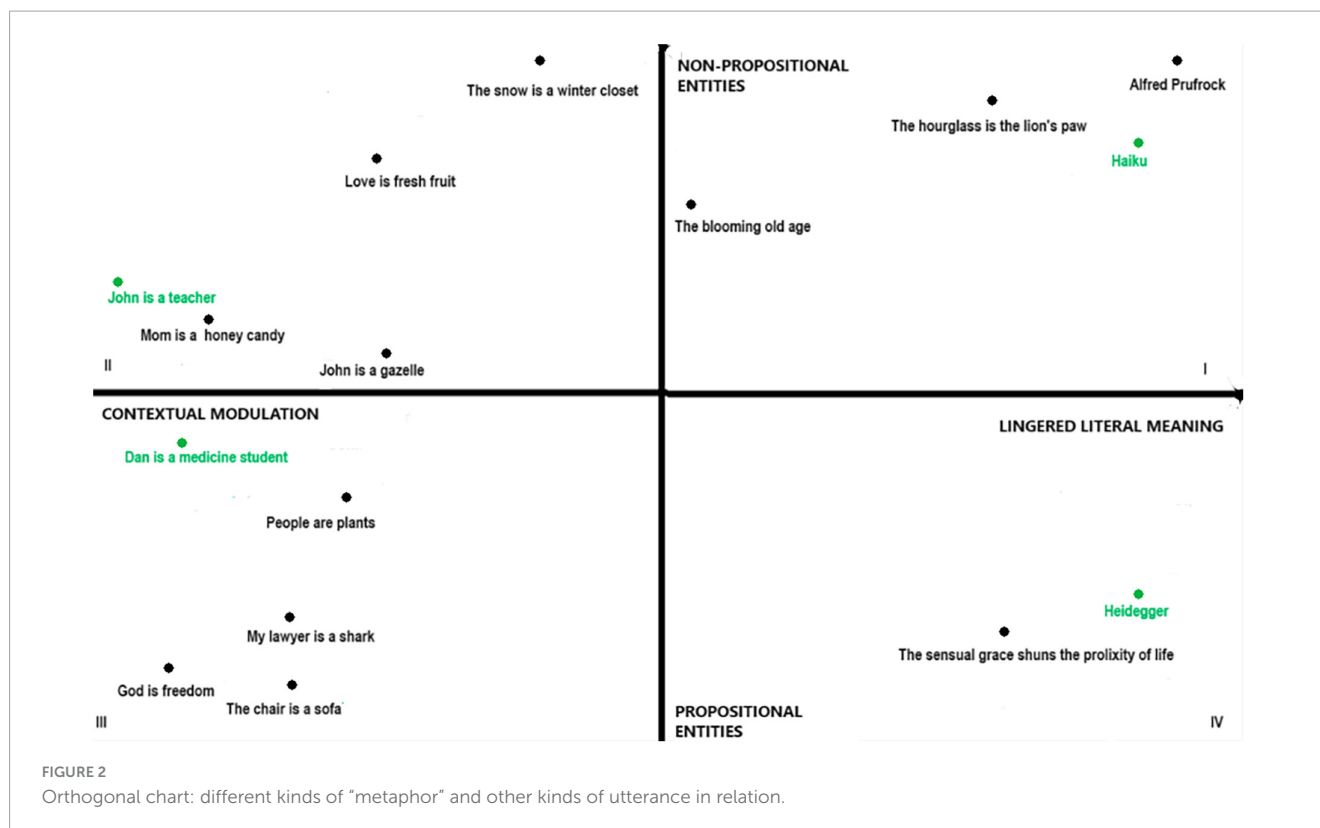 NON-PROPOSITIONAL
ENTITIES
Alfred Prufrock
The snow is a winter closet
The hourglass is the lion's paw
Haiku
Love is fresh fruit
The blooming old age
John is a teacher
Mom is a honey candy
II
John is a gazelle
I
CONTEXTUAL MODULATION
LINGERED LITERAL MEANING
Dan is a medicine student
People are plants
Heidegger
My lawyer is a shark
The sensual grace shuns the prolixity of life
God is freedom
The chair is a sofa
III
PROPOSITIONAL
ENTITIES
IV
FIGURE 2
Orthogonal chart: different kinds of “metaphor” and other kinds of utterance in relation.